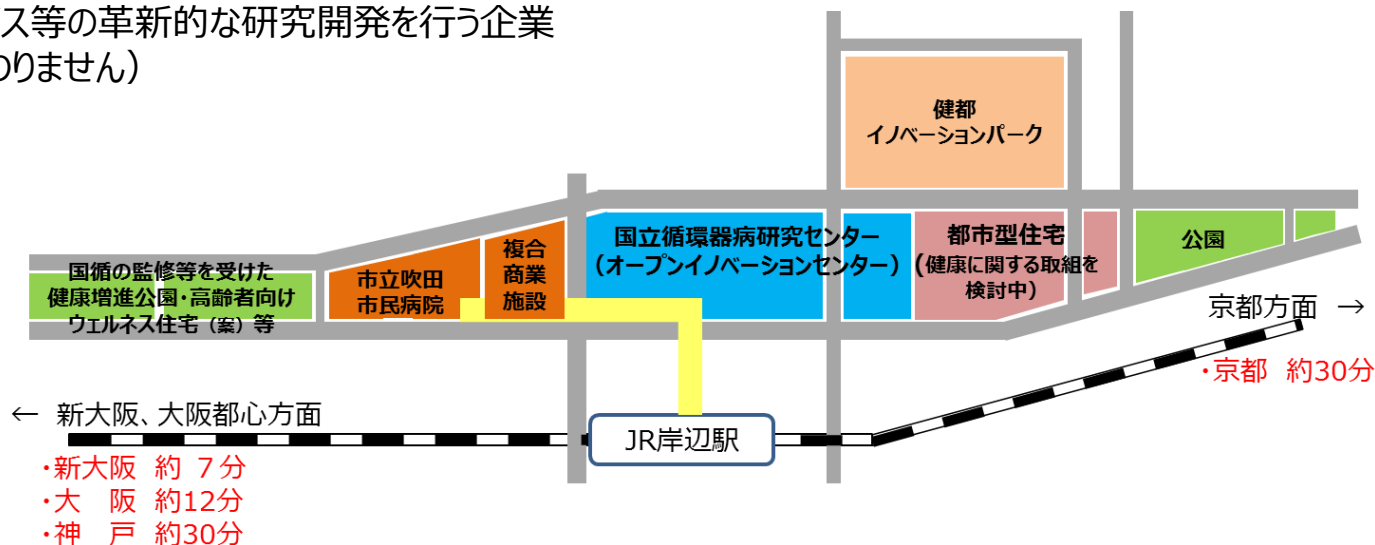 ス等の革新的な研究開発を行う企業
わりません）
健都
イノベーションパーク
国循の監修等を受けた
健康増進公園・高齢者向け
ウェルネス住宅（案）等
市立吹田
市民病院
複合
商業
施設
国立循環器病研究センター
（オープンイノベーションセンター）
都市型住宅
（健康に関する取組を
検討中）
公園
京都方面 →
・京都 約30分
← 新大阪、大阪都心方面
JR岸辺駅
・新大阪 約 ７分
・大　阪 約12分
・神　戸 約30分